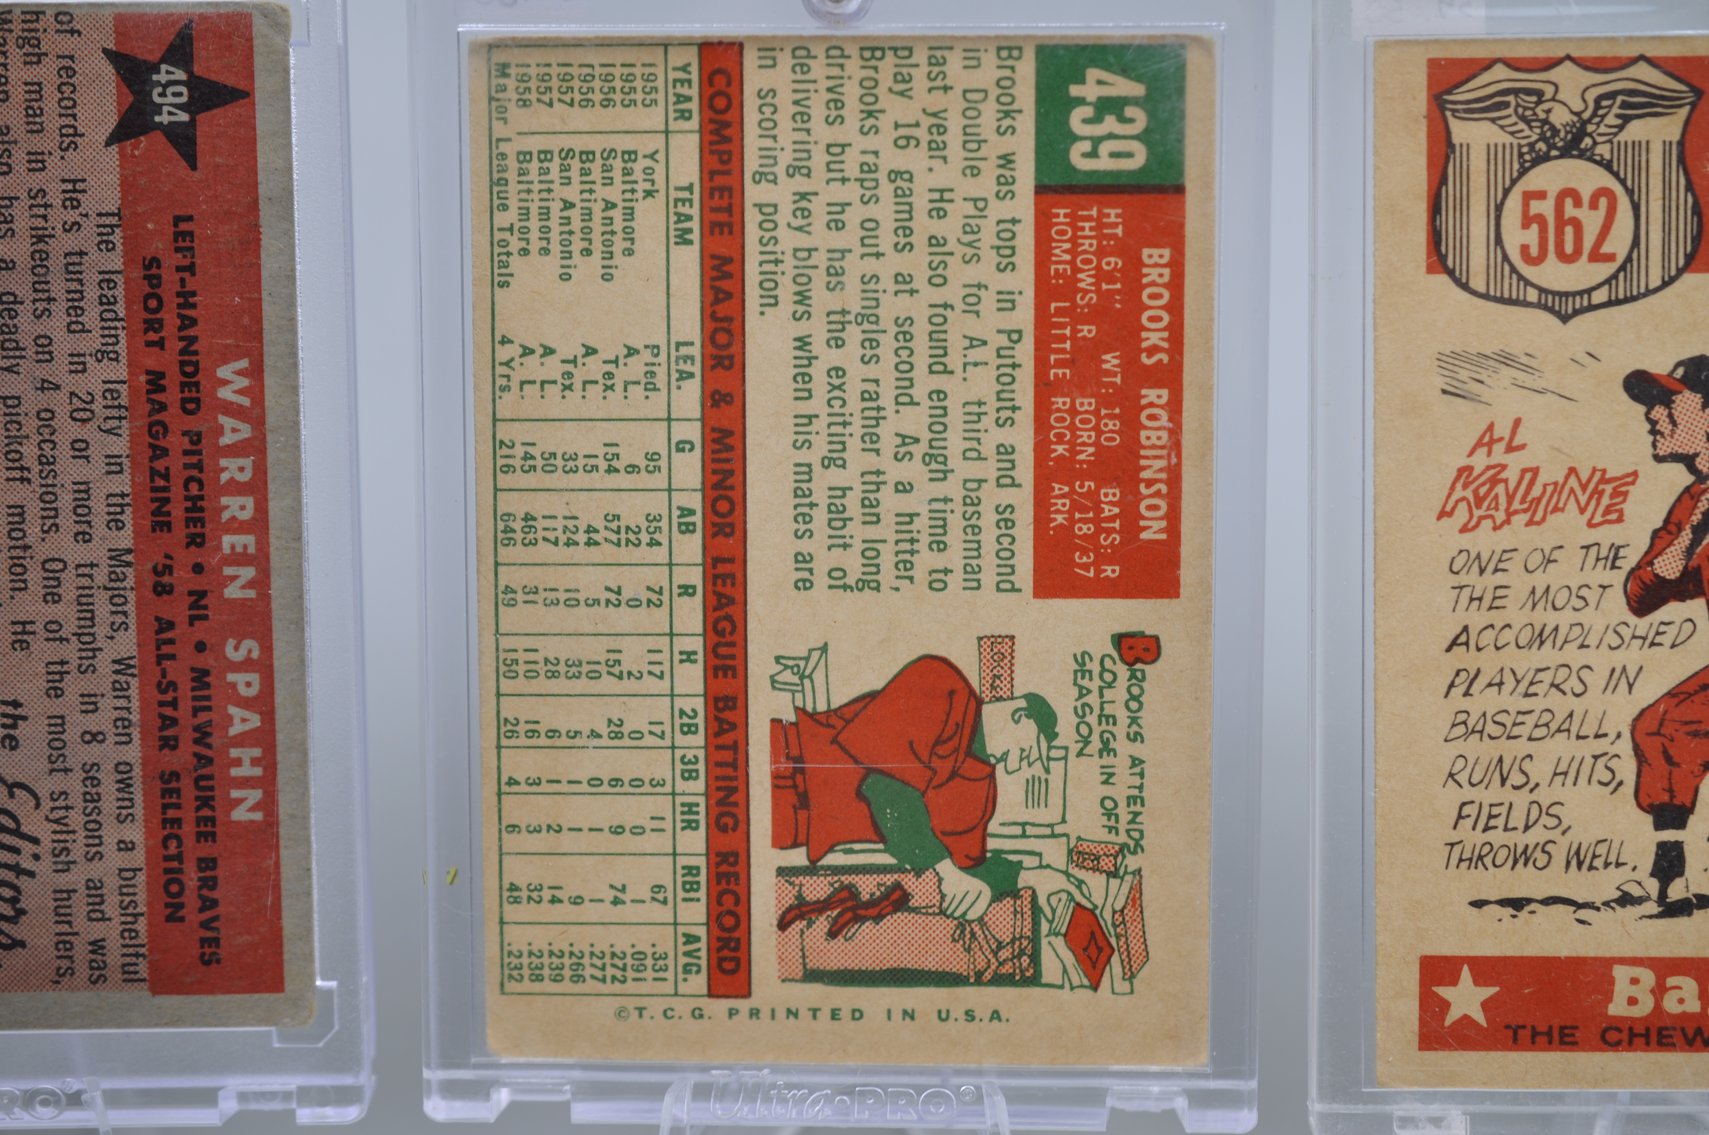 494
WARREN SPAHN
LEFT-HANDED PITCHER • NL • MILWAUKEE BRAVES
SPORT MAGAZINE '58 ALL-STAR SELECTION
The leading lefty in the Majors, Warren owns a bushelful
of records. He's turned in 20 or more triumphs in 8 seasons and was
high man in strikeouts on 4 occasions. One of the most stylish hurlers,
Warren also has a deadly pickoff motion. He
the Editors
439
BROOKS ROBINSON
HT: 6'1" WT: 180 BATS: R
THROWS: R BORN: 5/18/37
HOME: LITTLE ROCK, ARK.
Brooks was tops in Putouts and second
in Double Plays for A.L. third baseman
last year. He also found enough time to
play 16 games at second. As a hitter,
Brooks raps out singles rather than long
drives but he has the exciting habit of
delivering key blows when his mates are
in scoring position.
BROOKS ATTENDS
COLLEGE IN OFF
SEASON
COMPLETE MAJOR & MINOR LEAGUE BATTING RECORD
YEAR TEAM LEA. G AB R H 2B 3B HR RBI AVG.
1955 York Pied. 95 354 72 117 17 3 11 67 .331
1955 Baltimore A. L. 6 22 0 2 0 0 0 1 .091
1956 San Antonio Tex. 154 577 72 157 28 6 9 74 .272
1956 Baltimore A. L. 15 44 5 10 4 0 1 1 .277
1957 San Antonio Tex. 33 124 10 33 5 1 1 9 .266
1957 Baltimore A. L. 50 117 13 28 6 1 2 14 .239
1958 Baltimore A. L. 145 463 31 110 16 3 3 32 .238
Major League Totals 4 Yrs. 216 646 49 150 26 4 6 48 .232
©T.C.G. PRINTED IN U.S.A.
Ultra•PRO®
562
AL
KALINE
ONE OF THE
THE MOST
ACCOMPLISHED
PLAYERS IN
BASEBALL,
RUNS, HITS,
FIELDS,
THROWS WELL.
Ba
THE CHEW